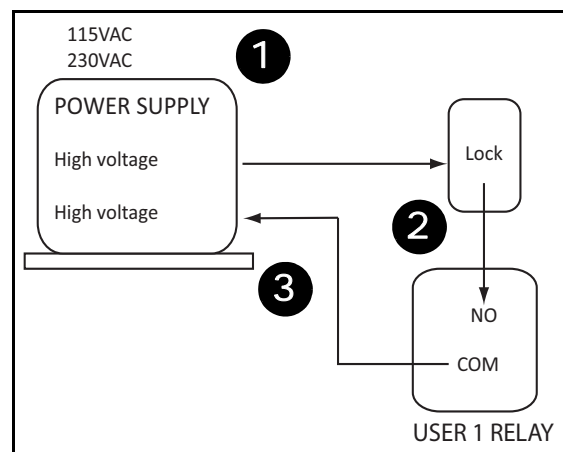 115VAC
230VAC
1
POWER SUPPLY
High voltage
Lock
High voltage
2
3
NO
COM
USER 1 RELAY